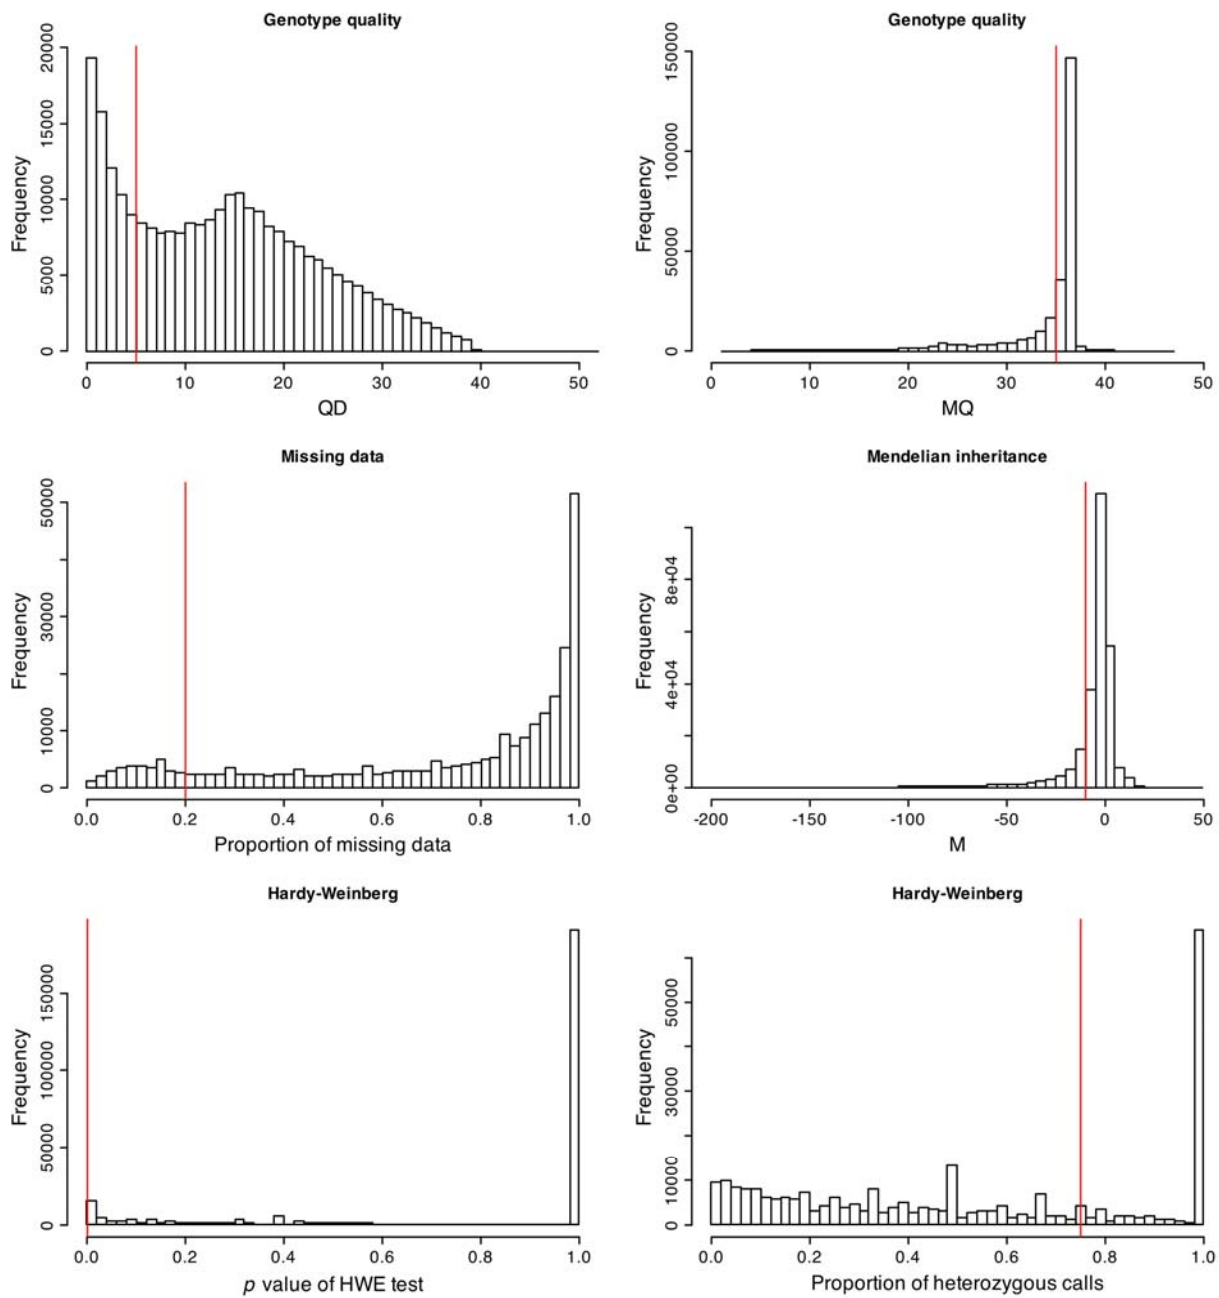 Genotype quality
Frequency
0 5000 10000 15000 20000
0 10 20 30 40 50
QD
Genotype quality
Frequency
0 50000 100000 150000
0 10 20 30 40 50
MQ
Missing data
Frequency
0 10000 30000 50000
0.0 0.2 0.4 0.6 0.8 1.0
Proportion of missing data
Mendelian inheritance
Frequency
0e+00 4e+04 8e+04
-200 -150 -100 -50 0 50
M
Hardy-Weinberg
Frequency
0 50000 100000 150000
0.0 0.2 0.4 0.6 0.8 1.0
p value of HWE test
Hardy-Weinberg
Frequency
0 10000 30000 50000
0.0 0.2 0.4 0.6 0.8 1.0
Proportion of heterozygous calls